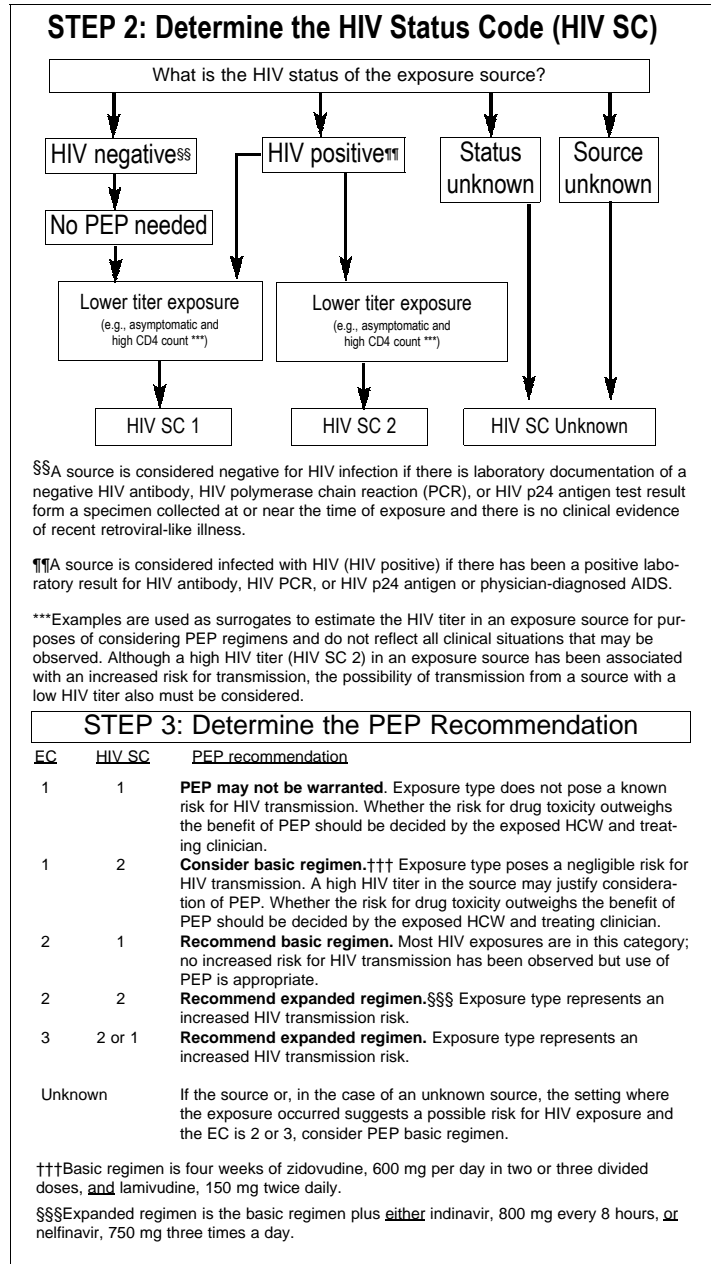 STEP 2: Determine the HIV Status Code (HIV SC)
What is the HIV status of the exposure source?
HIV negative§§
HIV positive¶¶
Status
unknown
Source
unknown
No PEP needed
Lower titer exposure
(e.g., asymptomatic and
high CD4 count ***)
Lower titer exposure
(e.g., asymptomatic and
high CD4 count ***)
HIV SC 1
HIV SC 2
HIV SC Unknown
§§A source is considered negative for HIV infection if there is laboratory documentation of a
negative HIV antibody, HIV polymerase chain reaction (PCR), or HIV p24 antigen test result
form a specimen collected at or near the time of exposure and there is no clinical evidence
of recent retroviral-like illness.
¶¶A source is considered infected with HIV (HIV positive) if there has been a positive labo-
ratory result for HIV antibody, HIV PCR, or HIV p24 antigen or physician-diagnosed AIDS.
***Examples are used as surrogates to estimate the HIV titer in an exposure source for pur-
poses of considering PEP regimens and do not reflect all clinical situations that may be
observed. Although a high HIV titer (HIV SC 2) in an exposure source has been associated
with an increased risk for transmission, the possibility of transmission from a source with a
low HIV titer also must be considered.
STEP 3: Determine the PEP Recommendation
EC HIV SC PEP recommendation
1 1 PEP may not be warranted. Exposure type does not pose a known
risk for HIV transmission. Whether the risk for drug toxicity outweighs
the benefit of PEP should be decided by the exposed HCW and treat-
ing clinician.
1 2 Consider basic regimen.††† Exposure type poses a negligible risk for
HIV transmission. A high HIV titer in the source may justify considera-
tion of PEP. Whether the risk for drug toxicity outweighs the benefit of
PEP should be decided by the exposed HCW and treating clinician.
2 1 Recommend basic regimen. Most HIV exposures are in this category;
no increased risk for HIV transmission has been observed but use of
PEP is appropriate.
2 2 Recommend expanded regimen.§§§ Exposure type represents an
increased HIV transmission risk.
3 2 or 1 Recommend expanded regimen. Exposure type represents an
increased HIV transmission risk.
Unknown If the source or, in the case of an unknown source, the setting where
the exposure occurred suggests a possible risk for HIV exposure and
the EC is 2 or 3, consider PEP basic regimen.
†††Basic regimen is four weeks of zidovudine, 600 mg per day in two or three divided
doses, and lamivudine, 150 mg twice daily.
§§§Expanded regimen is the basic regimen plus either indinavir, 800 mg every 8 hours, or
nelfinavir, 750 mg three times a day.